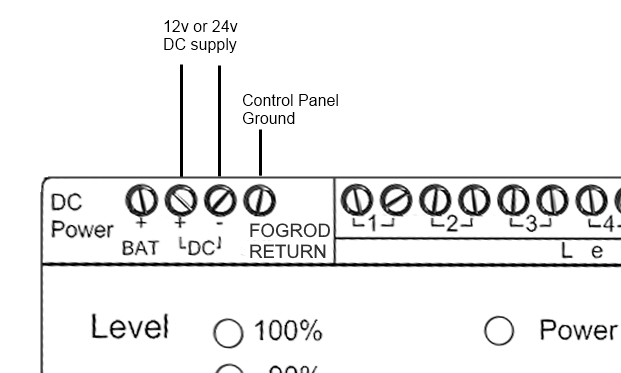 12v or 24v
DC supply
Control Panel
Ground
DC
Power
+ + -
BAT
DC
FOGROD
RETURN
1 2 3 4
L e
Level
100%
Power